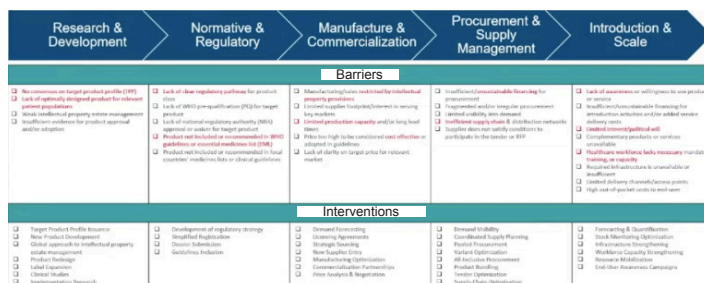 Research &
Development
Normative &
Regulatory
Manufacture &
Commercialization
Procurement &
Supply
Management
Introduction &
Scale
Barriers
No consensus on target product profile (TPP)
Lack of optimally designed product for relevant
patient populations
Weak intellectual property estate management
Insufficient evidence for product approval
and/or adoption
Lack of clear regulatory pathway for product
class
Lack of WHO pre-qualification (PQ) for target
product
Lack of national regulatory authority (NRA)
approval or waiver for target product
Product not included or recommended in WHO
guidelines or essential medicines list (EML)
Product not included or recommended in local
countries' medicines lists or clinical guidelines
Manufacturing/sales restricted by intellectual
property provisions
Limited supplier footprint/interest in serving
key markets
Limited production capacity and/or long lead
times
Price too high to be considered cost effective or
adopted in guidelines
Lack of clarity on target price for relevant
market
Insufficient/unsustainable financing for
procurement
Fragmented and/or irregular procurement
Limited visibility into demand
Inefficient supply chain & distribution networks
Supplier does not satisfy conditions to
participate in the tender or RFP
Lack of awareness or willingness to use product
or service
Insufficient/unsustainable financing for
introduction activities and/or added service
delivery costs
Limited interest/political will
Complementary products or services
unavailable
Healthcare workforce lacks necessary mandate,
training, or capacity
Required infrastructure is unavailable or
insufficient
Limited delivery channels/access points
High out-of-pocket costs to end-user
Interventions
Target Product Profile Issuance
New Product Development
Global approach to intellectual property
estate management
Product Redesign
Label Expansion
Clinical Studies
Implementation Research
Development of regulatory strategy
Simplified Registration
Dossier Submission
Guidelines Inclusion
Demand Forecasting
Licensing Agreements
Strategic Sourcing
New Supplier Entry
Manufacturing Optimization
Commercialization Partnerships
Price Analysis & Negotiation
Demand Visibility
Coordinated Supply Planning
Pooled Procurement
Variant Optimization
All-Inclusive Procurement
Product Bundling
Tender Optimization
Supply Chain Optimization
Forecasting & Quantification
Stock Monitoring Optimization
Infrastructure Strengthening
Workforce Capacity Strengthening
Resource Mobilization
End-User Awareness Campaigns